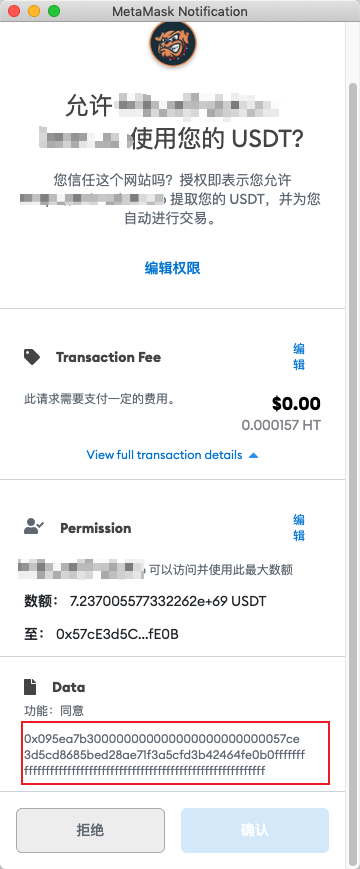 MetaMask Notification
允许
使用您的 USDT?
您信任这个网站吗？授权即表示您允许
提取您的 USDT，并为您
自动进行交易。
编辑权限
Transaction Fee
编
辑
此请求需要支付一定的费用。
$0.00
0.000157 HT
View full transaction details
Permission
编
辑
可以访问并使用此最大数额
数额： 7.237005577332262e+69 USDT
至： 0x57cE3d5C...fE0B
Data
功能：同意
0x095ea7b300000000000000000000000057ce
3d5cd8685bed28ae71f3a5cfd3b42464fe0b0fffffff
ffffffffffffffffffffffffffffffffffffffffffffffffffffffff
拒绝
确认